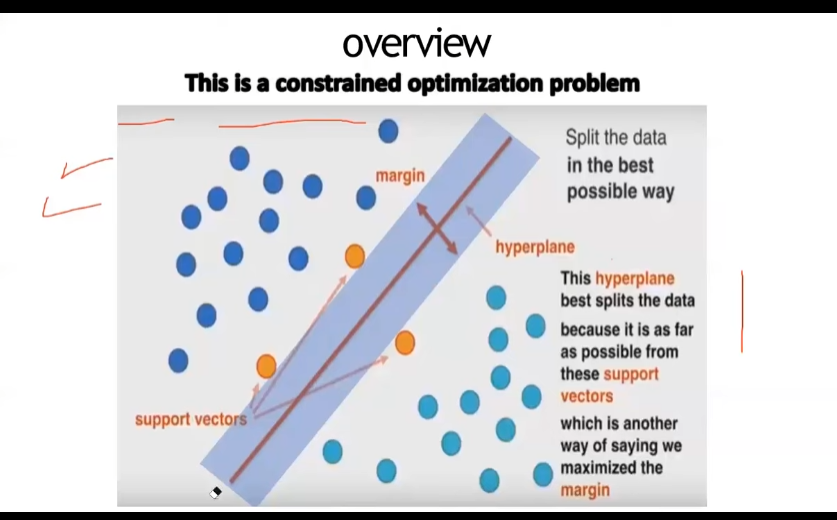 overview
This is a constrained optimization problem
Split the data
in the best
possible way
margin
hyperplane
This hyperplane
best splits the data
because it is as far
as possible from
these support
vectors
support vectors
which is another
way of saying we
maximized the
margin